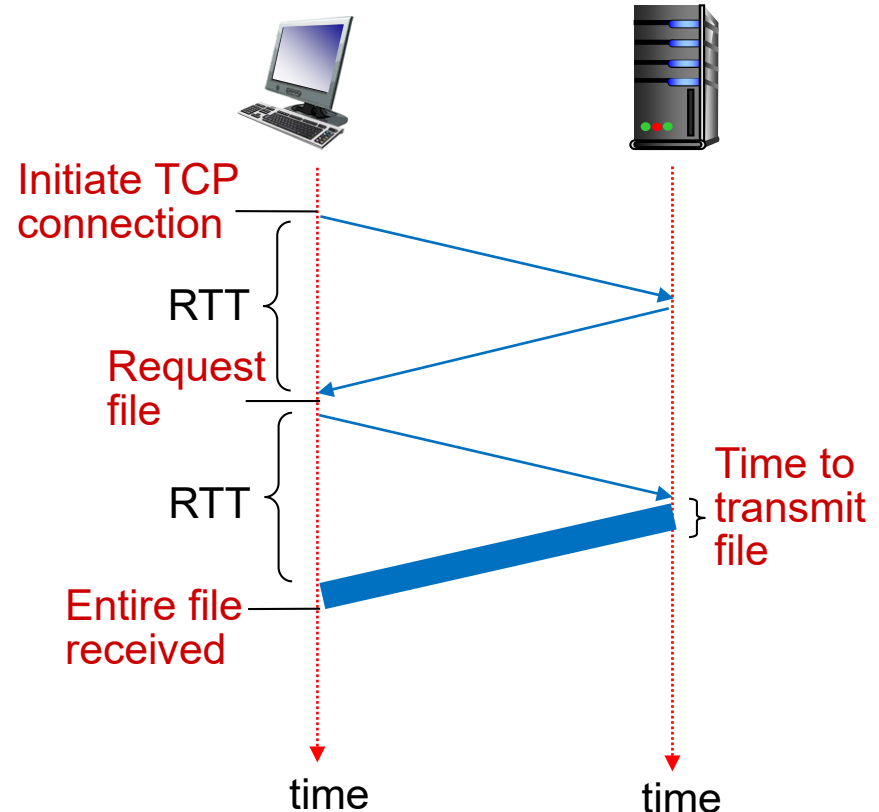 Initiate TCP
connection
RTT
Request
file
RTT
Time to
transmit
file
Entire file
received
time
time